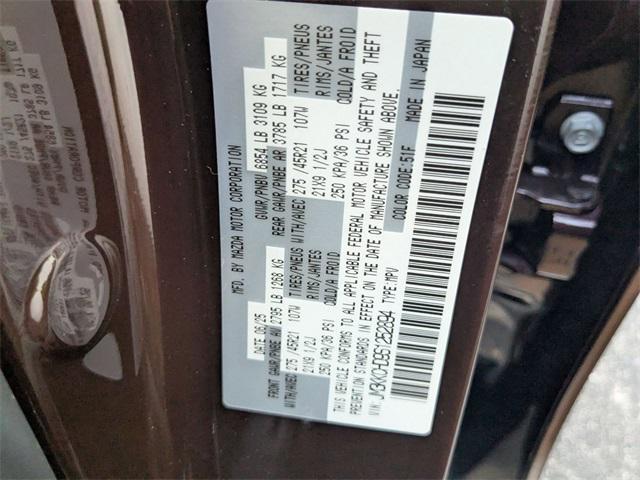 MFD. BY MAZDA MOTOR CORPORATION
DATE 06/25 GVWR/PNBE 6854 LB 3109 KG
FRONT GAWR/PNBE AV 2795 LB 1268 KG REAR GAWR/PNBE AR 3785 LB 1717 KG
TIRES/PNEUS WITH/AVEC 275 /45R21 107W TIRES/PNEUS
RIMS/JANTES 21X9 1/2J RIMS/JANTES
COLD/A FROID 250 KPA/36 PSI COLD/A FROID
WITH/AVEC 275 /45R21 107W
21X9 1/2J
250 KPA/36 PSI
THIS VEHICLE CONFORMS TO ALL APPLICABLE FEDERAL MOTOR VEHICLE SAFETY AND THEFT
PREVENTION STANDARDS IN EFFECT ON THE DATE OF MANUFACTURE SHOWN ABOVE.
VIN: TYPE:MPV COLOR CODE:51F MADE IN JAPAN